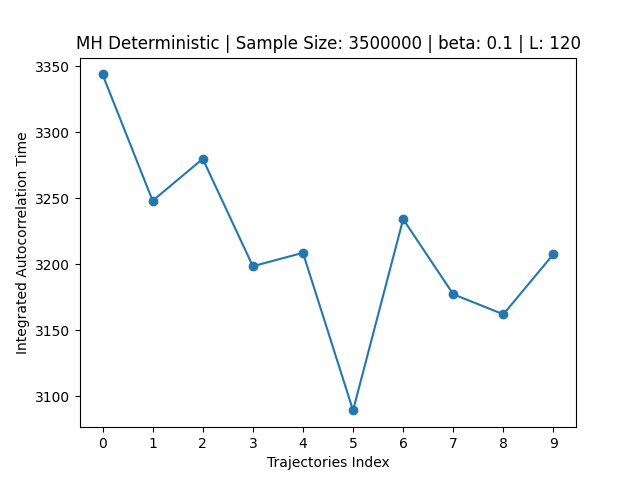 MH Deterministic | Sample Size: 3500000 | beta: 0.1 | L: 120
Integrated Autocorrelation Time
3350
3300
3250
3200
3150
3100
0 1 2 3 4 5 6 7 8 9
Trajectories Index